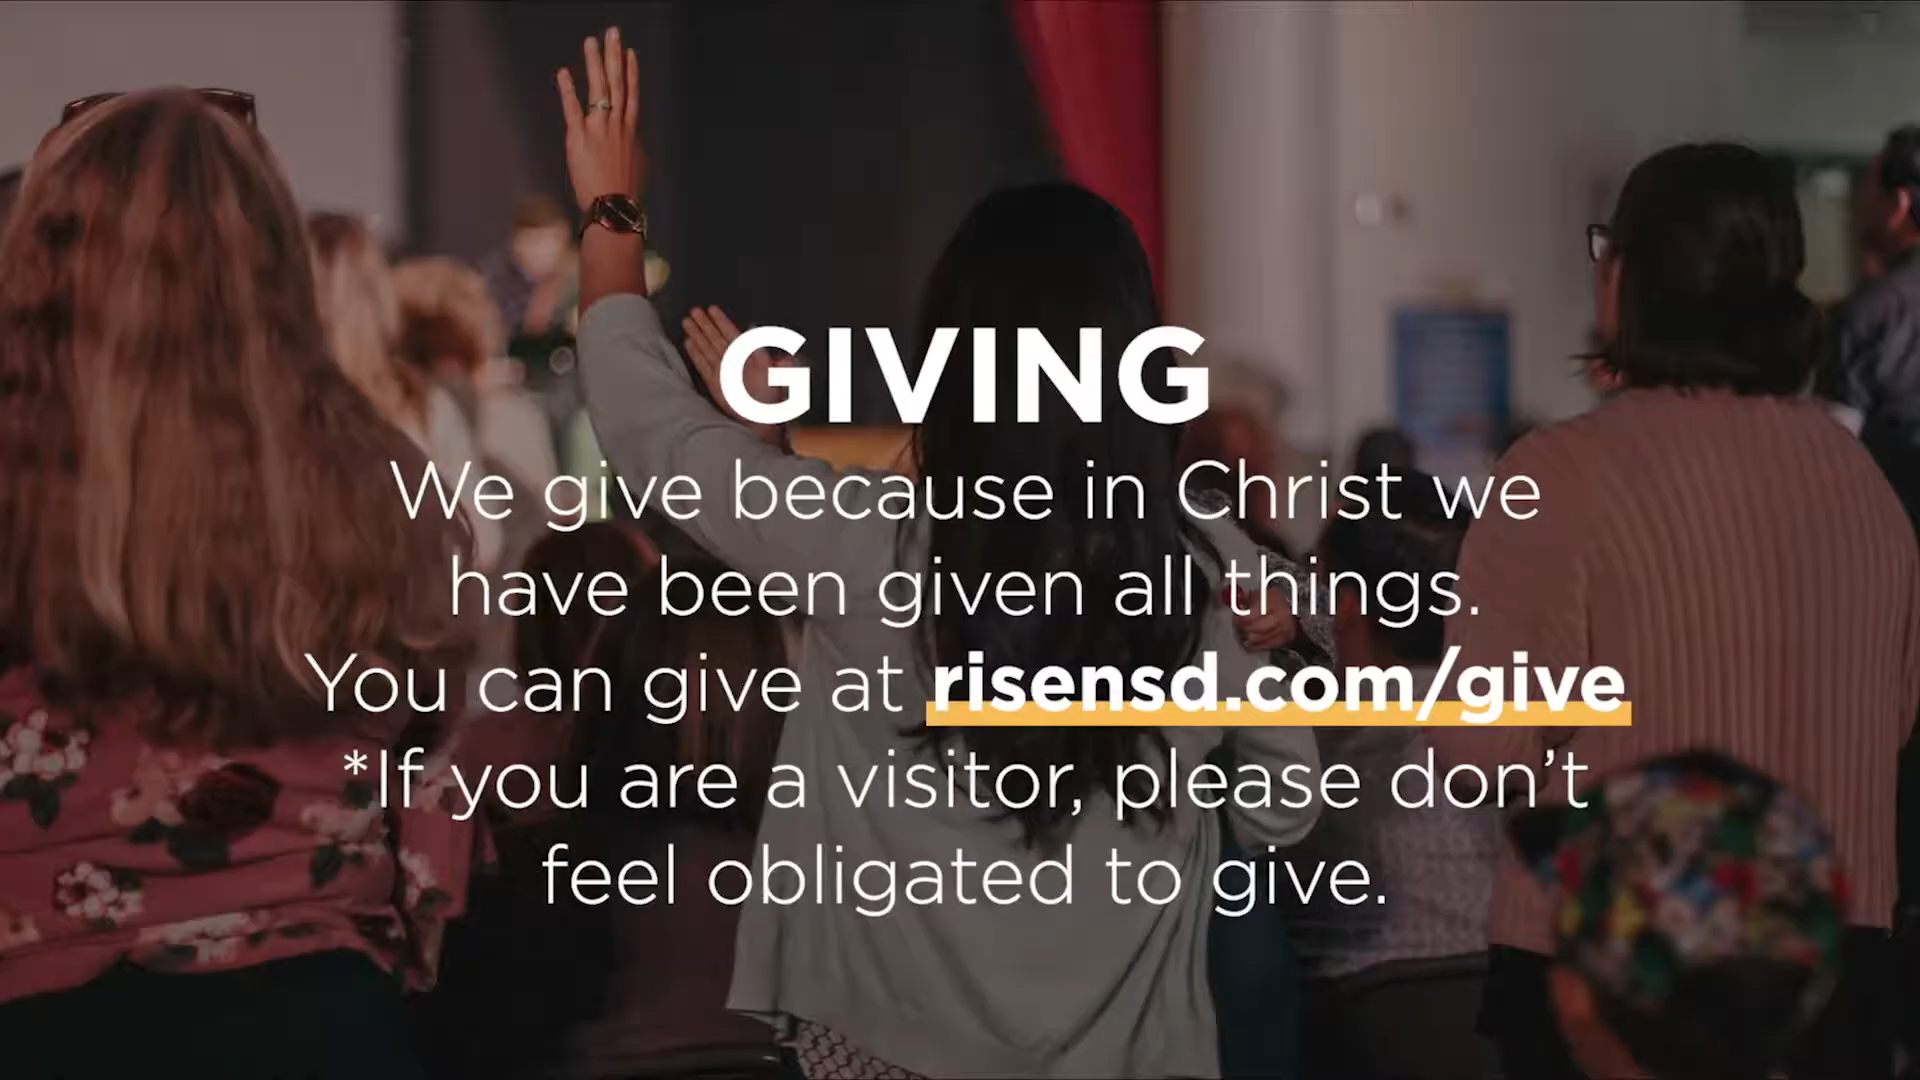 GIVING
We give because in Christ we
have been given all things.
You can give at risensd.com/give
*If you are a visitor, please don’t
feel obligated to give.